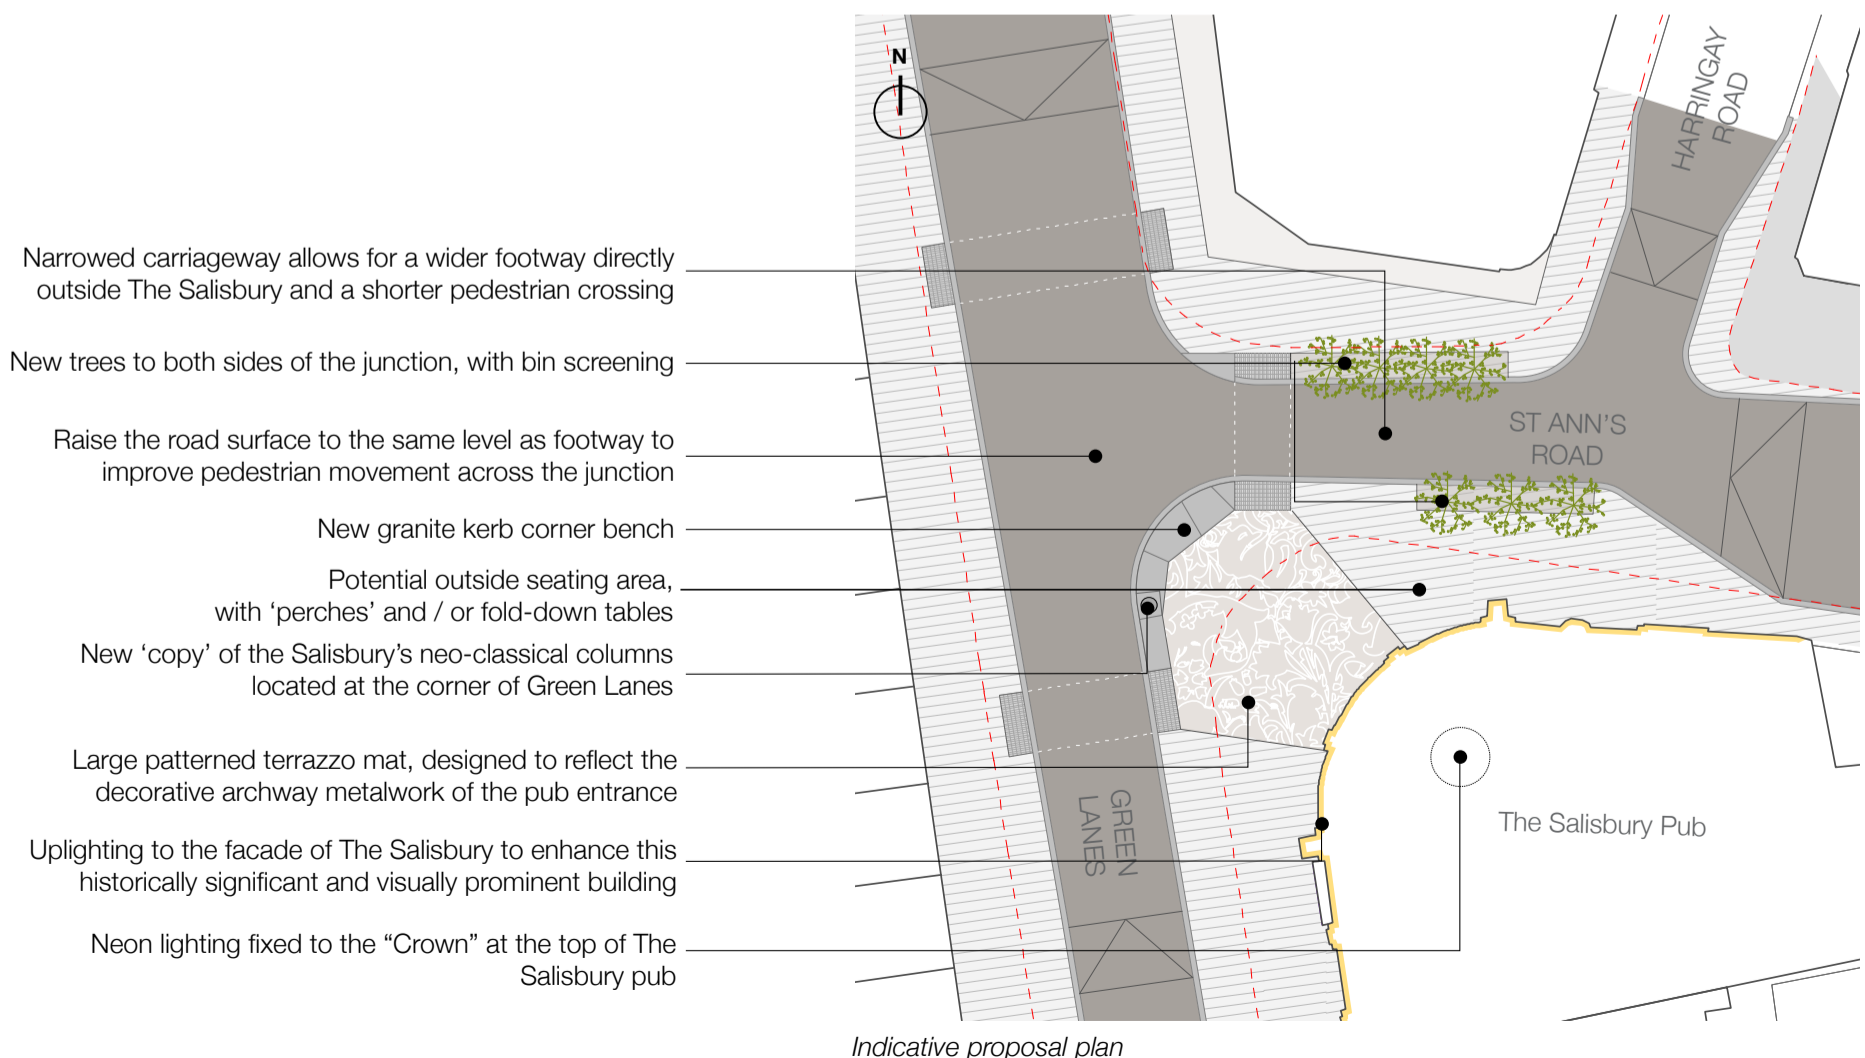 N
HARRINGAY
ROAD
Narrowed carriageway allows for a wider footway directly
outside The Salisbury and a shorter pedestrian crossing
New trees to both sides of the junction, with bin screening
ST ANN’S
ROAD
Raise the road surface to the same level as footway to
improve pedestrian movement across the junction
New granite kerb corner bench
Potential outside seating area,
with ‘perches’ and / or fold-down tables
New ‘copy’ of the Salisbury’s neo-classical columns
located at the corner of Green Lanes
Large patterned terrazzo mat, designed to reflect the
decorative archway metalwork of the pub entrance
GREEN
LANES
The Salisbury Pub
Uplighting to the facade of The Salisbury to enhance this
historically significant and visually prominent building
Neon lighting fixed to the “Crown” at the top of The
Salisbury pub
Indicative proposal plan